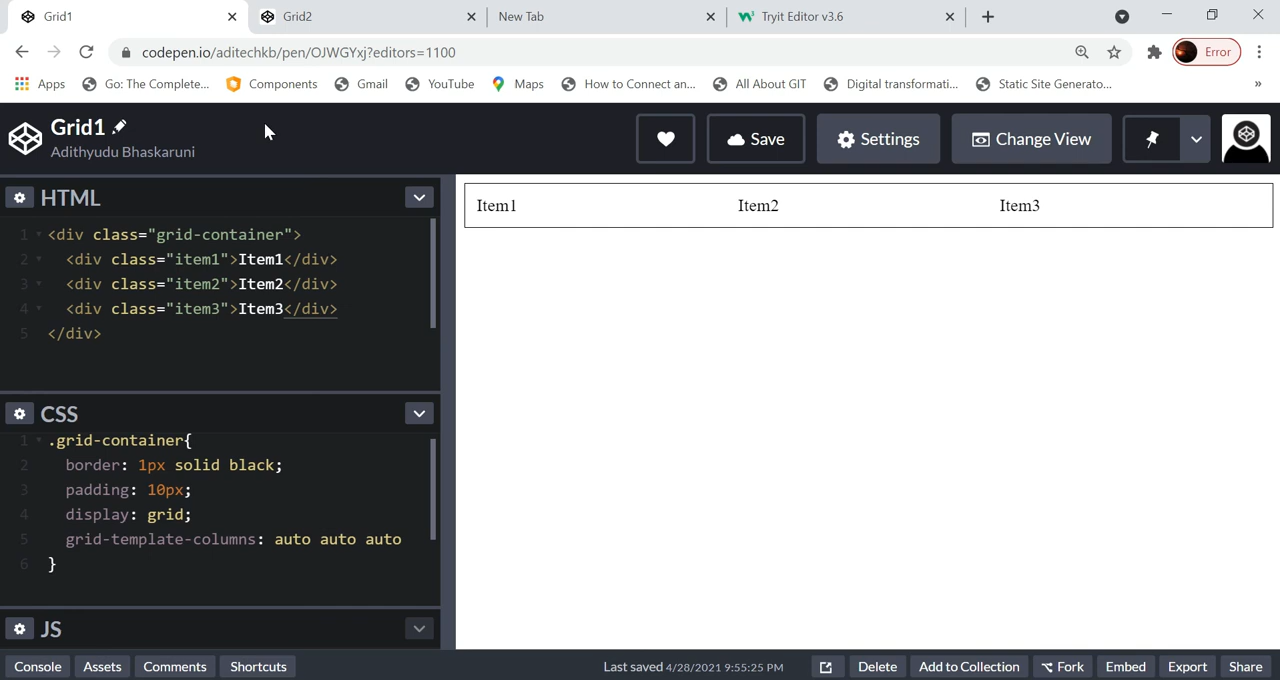 Grid1
Grid2
New Tab
Tryit Editor v3.6
codepen.io/aditechkb/pen/OJWGYxj?editors=1100
Error
Apps
Go: The Complete...
Components
Gmail
YouTube
Maps
How to Connect an...
All About GIT
Digital transformati...
Static Site Generato...
»
Grid1
Adithyudu Bhaskaruni
Save
Settings
Change View
HTML
1 <div class="grid-container">
2 <div class="item1">Item1</div>
3 <div class="item2">Item2</div>
4 <div class="item3">Item3</div>
5 </div>
Item1 Item2 Item3
CSS
1 .grid-container{
2 border: 1px solid black;
3 padding: 10px;
4 display: grid;
5 grid-template-columns: auto auto auto
6 }
JS
Console
Assets
Comments
Shortcuts
Last saved 4/28/2021 9:55:25 PM
Delete
Add to Collection
Fork
Embed
Export
Share